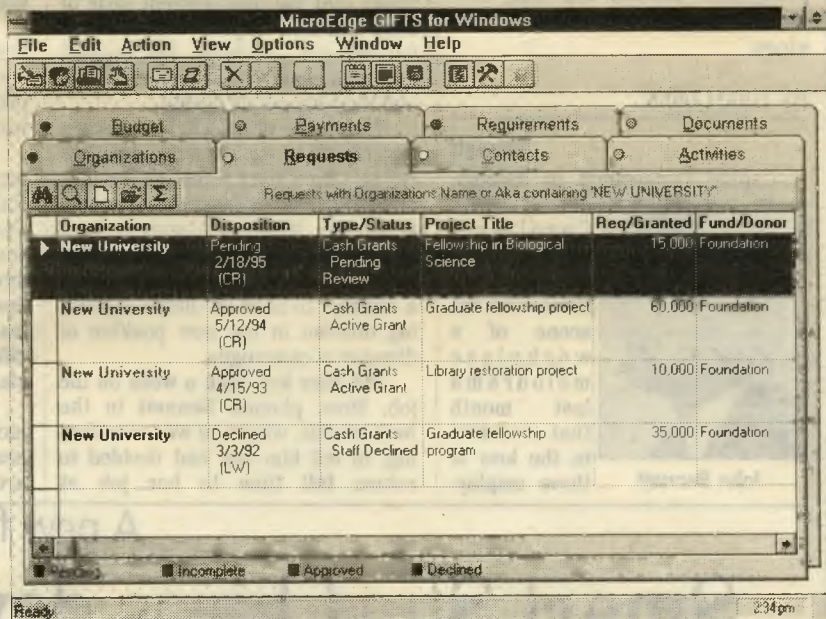 MicroEdge GIFTS for Windows
File Edit Action View Options Window Help
Budget Payments Requirements Documents
Organizations Requests Contacts Activities
Requests with Organizations Name or Aka containing 'NEW UNIVERSITY'
Organization Disposition Type/Status Project Title Req/Granted Fund/Donor
New University Pending Cash Grants Fellowship in Biological 15,000 Foundation
2/18/95 Pending Science
(CR) Review
New University Approved Cash Grants Graduate fellowship project 60,000 Foundation
5/12/94 Active Grant
(CR)
New University Approved Cash Grants Library restoration project 10,000 Foundation
4/15/93 Active Grant
(CR)
New University Declined Cash Grants Graduate fellowship 35,000 Foundation
3/3/92 Staff Declined program
(LW)
Pending Incomplete Approved Declined
Ready 2:34pm